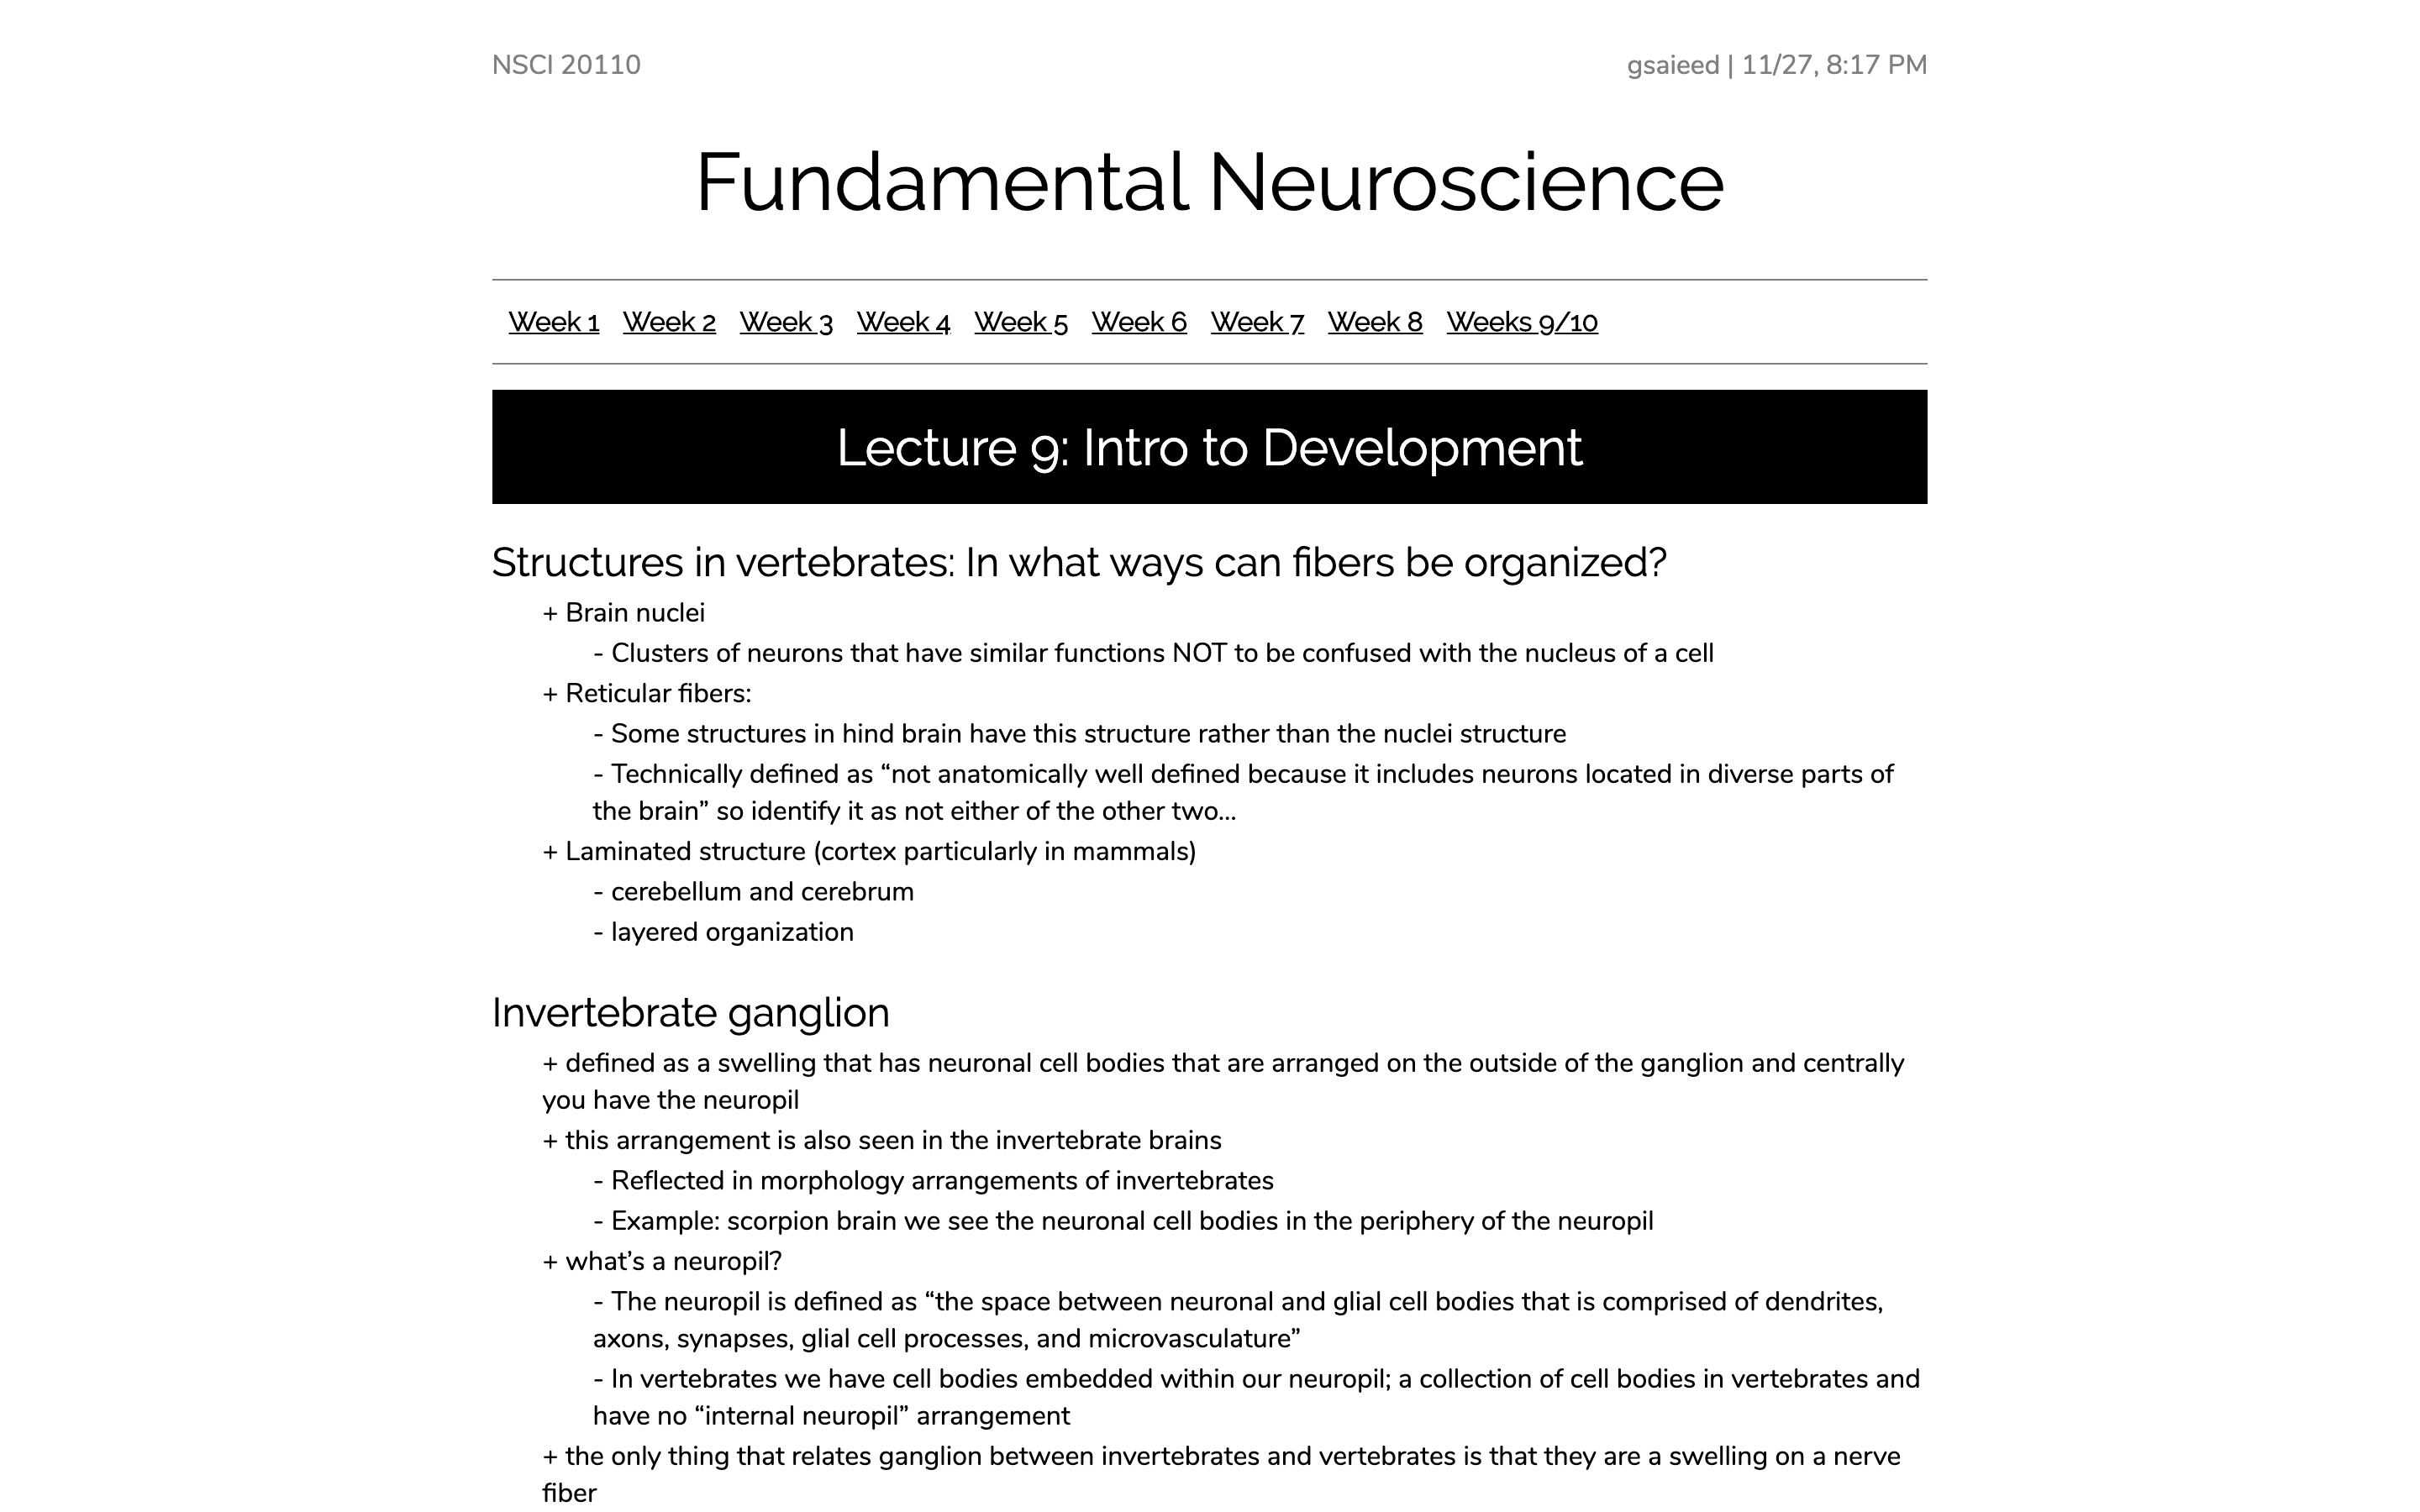 NSCI 20110
gsaieed | 11/27, 8:17 PM
Fundamental Neuroscience
Week 1 Week 2 Week 3 Week 4 Week 5 Week 6 Week 7 Week 8 Weeks 9/10
Lecture 9: Intro to Development
Structures in vertebrates: In what ways can fibers be organized?
+ Brain nuclei
- Clusters of neurons that have similar functions NOT to be confused with the nucleus of a cell
+ Reticular fibers:
- Some structures in hind brain have this structure rather than the nuclei structure
- Technically defined as “not anatomically well defined because it includes neurons located in diverse parts of
the brain” so identify it as not either of the other two...
+ Laminated structure (cortex particularly in mammals)
- cerebellum and cerebrum
- layered organization
Invertebrate ganglion
+ defined as a swelling that has neuronal cell bodies that are arranged on the outside of the ganglion and centrally
you have the neuropil
+ this arrangement is also seen in the invertebrate brains
- Reflected in morphology arrangements of invertebrates
- Example: scorpion brain we see the neuronal cell bodies in the periphery of the neuropil
+ what’s a neuropil?
- The neuropil is defined as “the space between neuronal and glial cell bodies that is comprised of dendrites,
axons, synapses, glial cell processes, and microvasculature”
- In vertebrates we have cell bodies embedded within our neuropil; a collection of cell bodies in vertebrates and
have no “internal neuropil” arrangement
+ the only thing that relates ganglion between invertebrates and vertebrates is that they are a swelling on a nerve
fiber